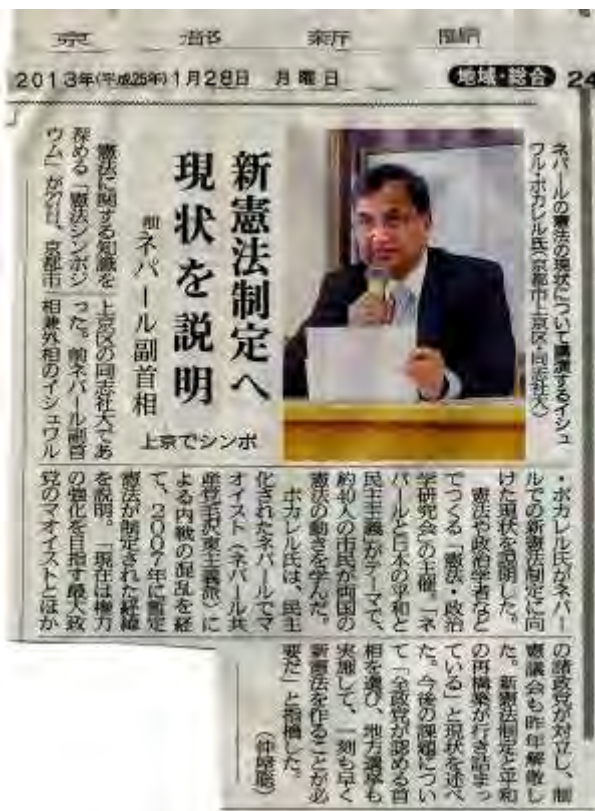 京都新聞
2013年(平成25年)1月28日 月曜日
地域・総合 24
新憲法制定へ
現状を説明
前ネパール副首相
上京でシンポ
ネパールの憲法の現状について講演するイシュ
ワル・ポカレル氏(京都市上京区・同志社大)
憲法に関する知識を
深める「憲法シンポジ
ウム」が27日、京都市
上京区の同志社大であ
った。前ネパール副首
相兼外相のイシュワル
・ポカレル氏がネパー
ルでの新憲法制定に向
けた現状を説明した。
憲法や政治学者など
でつくる「憲法・政治
学研究会」の主催。「ネ
パールと日本の平和と
民主主義」がテーマで、
約40人の市民が両国の
憲法の動きを学んだ。
ポカレル氏は、民主
化されたネパールでマ
オイスト(ネパール共
産党毛沢東主義派)に
よる内戦の混乱を経
て、2007年に暫定
憲法が制定された経緯
を説明。「現在は権力
の強化を目指す最大政
党のマオイストとほか
の諸政党が対立し、制
憲議会も昨年解散し
た。新憲法制定と平和
の再構築が行き詰まっ
ている」と現状を述べ
た。今後の課題につい
て「全政党が認める首
相を選び、地方選挙も
実施して、一刻も早く
新憲法を作ることが必
要だ」と指摘した。
(仲屋聡)